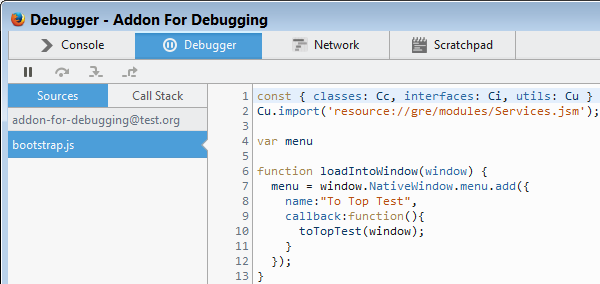 Debugger - Addon For Debugging
Console Debugger Network Scratchpad
Sources Call Stack
addon-for-debugging@test.org
bootstrap.js
1 const { classes: Cc, interfaces: Ci, utils: Cu }
2 Cu.import('resource://gre/modules/Services.jsm');
3
4 var menu
5
6 function loadIntoWindow(window) {
7 menu = window.NativeWindow.menu.add({
8 name:"To Top Test",
9 callback:function(){
10 toTopTest(window);
11 }
12 });
13 }